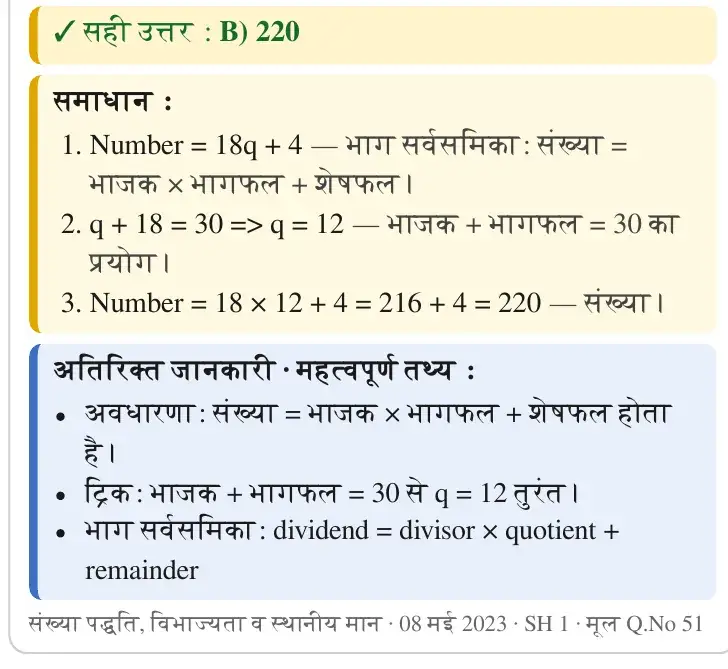 ✓ सही उत्तर : B) 220
समाधान :
1. Number = 18q + 4 — भाग सर्वसमिका : संख्या =
भाजक × भागफल + शेषफल।
2. q + 18 = 30 => q = 12 — भाजक + भागफल = 30 का
प्रयोग।
3. Number = 18 × 12 + 4 = 216 + 4 = 220 — संख्या।
अतिरिक्त जानकारी · महत्वपूर्ण तथ्य :
• अवधारणा : संख्या = भाजक × भागफल + शेषफल होता
है।
• ट्रिक : भाजक + भागफल = 30 से q = 12 तुरंत।
• भाग सर्वसमिका : dividend = divisor × quotient +
remainder
संख्या पद्धति, विभाज्यता व स्थानीय मान · 08 मई 2023 · SH 1 · मूल Q.No 51